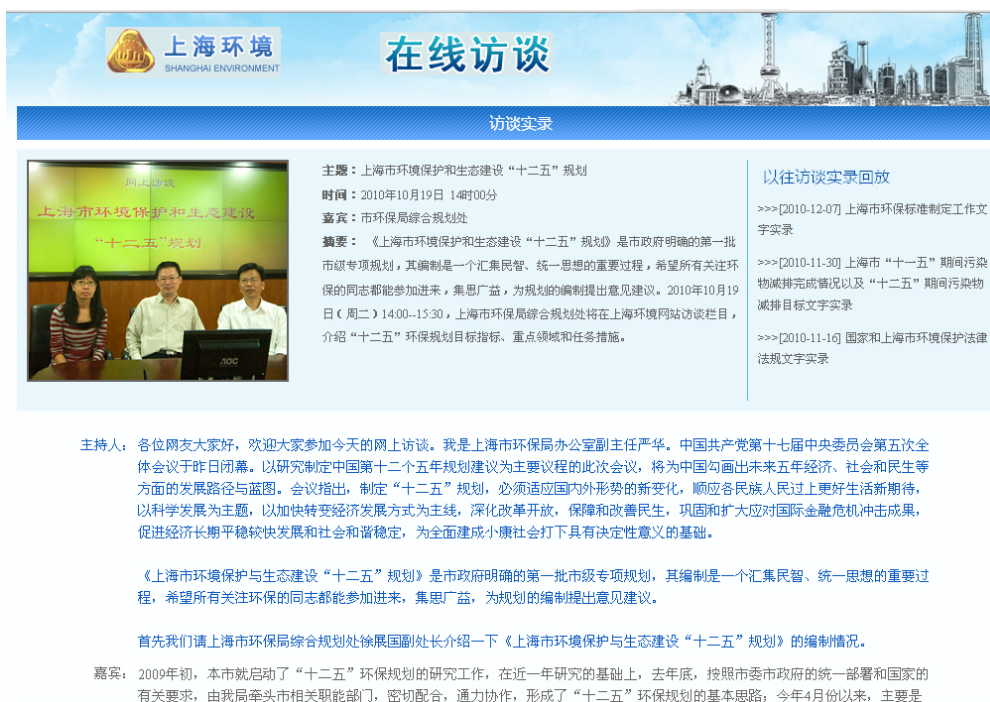 上海环境
SHANGHAI ENVIRONMENT
在线访谈
访谈实录
网上访谈
上海市环境保护和生态建设
“十二五”规划
AOC
主题：上海市环境保护和生态建设“十二五”规划
时间：2010年10月19日 14时00分
嘉宾：市环保局综合规划处
摘要： 《上海市环境保护和生态建设“十二五”规划》是市政府明确的第一批
市级专项规划，其编制是一个汇集民智、统一思想的重要过程，希望所有关注环
保的同志都能参加进来，集思广益，为规划的编制提出意见建议。2010年10月19
日（周二）14:00--15:30，上海市环保局综合规划处将在上海环境网站访谈栏目，
介绍“十二五”环保规划目标指标、重点领域和任务措施。
以往访谈实录回放
>>>[2010-12-07] 上海市环保标准制定工作文
字实录
>>>[2010-11-30] 上海市“十一五”期间污染
物减排完成情况以及“十二五”期间污染物
减排目标文字实录
>>>[2010-11-16] 国家和上海市环境保护法律
法规文字实录
主持人： 各位网友大家好，欢迎大家参加今天的网上访谈。我是上海市环保局办公室副主任严华。中国共产党第十七届中央委员会第五次全
体会议于昨日闭幕。以研究制定中国第十二个五年规划建议为主要议程的此次会议，将为中国勾画出未来五年经济、社会和民生等
方面的发展路径与蓝图。会议指出，制定“十二五”规划，必须适应国内外形势的新变化，顺应各民族人民过上更好生活新期待，
以科学发展为主题，以加快转变经济发展方式为主线，深化改革开放，保障和改善民生，巩固和扩大应对国际金融危机冲击成果，
促进经济长期平稳较快发展和社会和谐稳定，为全面建成小康社会打下具有决定性意义的基础。
《上海市环境保护与生态建设“十二五”规划》是市政府明确的第一批市级专项规划，其编制是一个汇集民智、统一思想的重要过
程，希望所有关注环保的同志都能参加进来，集思广益，为规划的编制提出意见建议。
首先我们请上海市环保局综合规划处徐展国副处长介绍一下《上海市环境保护与生态建设“十二五”规划》的编制情况。
嘉宾： 2009年初，本市就启动了“十二五”环保规划的研究工作，在近一年研究的基础上，去年底，按照市委市政府的统一部署和国家的
有关要求，由我局牵头市相关职能部门，密切配合，通力协作，形成了“十二五”环保规划的基本思路；今年4月份以来，主要是